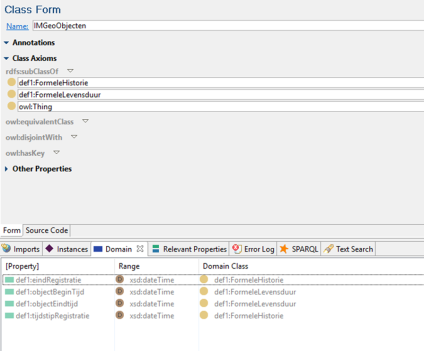 Class Form
Name: IMGeoObjecten
Annotations
Class Axioms
rdfs:subClassOf
def1:FormeleHistorie
def1:FormeleLevensduur
owl:Thing
owl:equivalentClass
owl:disjointWith
owl:hasKey
Other Properties
Form Source Code
Imports Instances Domain Relevant Properties Error Log SPARQL Text Search
[Property] Range Domain Class
def1:eindRegistratie D xsd:dateTime def1:FormeleHistorie
def1:objectBeginTijd D xsd:dateTime def1:FormeleLevensduur
def1:objectEindtijd D xsd:dateTime def1:FormeleLevensduur
def1:tijdstipRegistratie D xsd:dateTime def1:FormeleHistorie